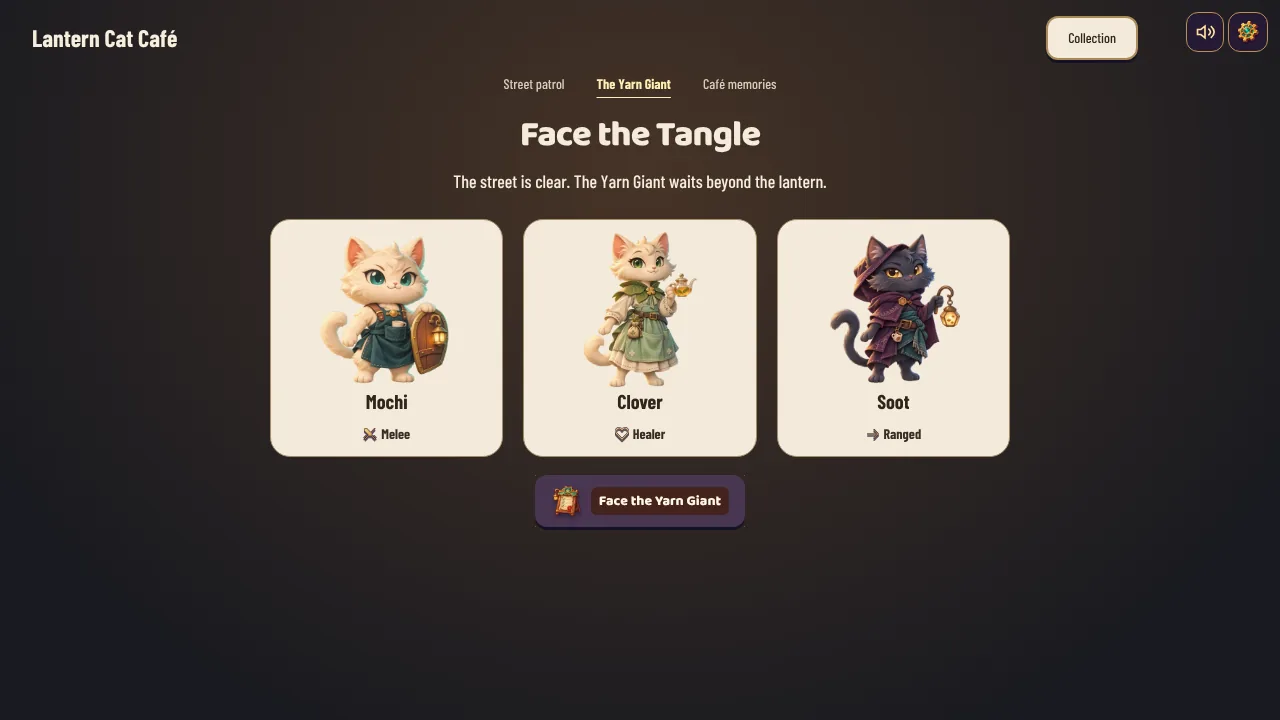 Lantern Cat Café
Collection
Street patrol
The Yarn Giant
Café memories
Face the Tangle
The street is clear. The Yarn Giant waits beyond the lantern.
Mochi
Melee
Clover
Healer
Soot
Ranged
Face the Yarn Giant